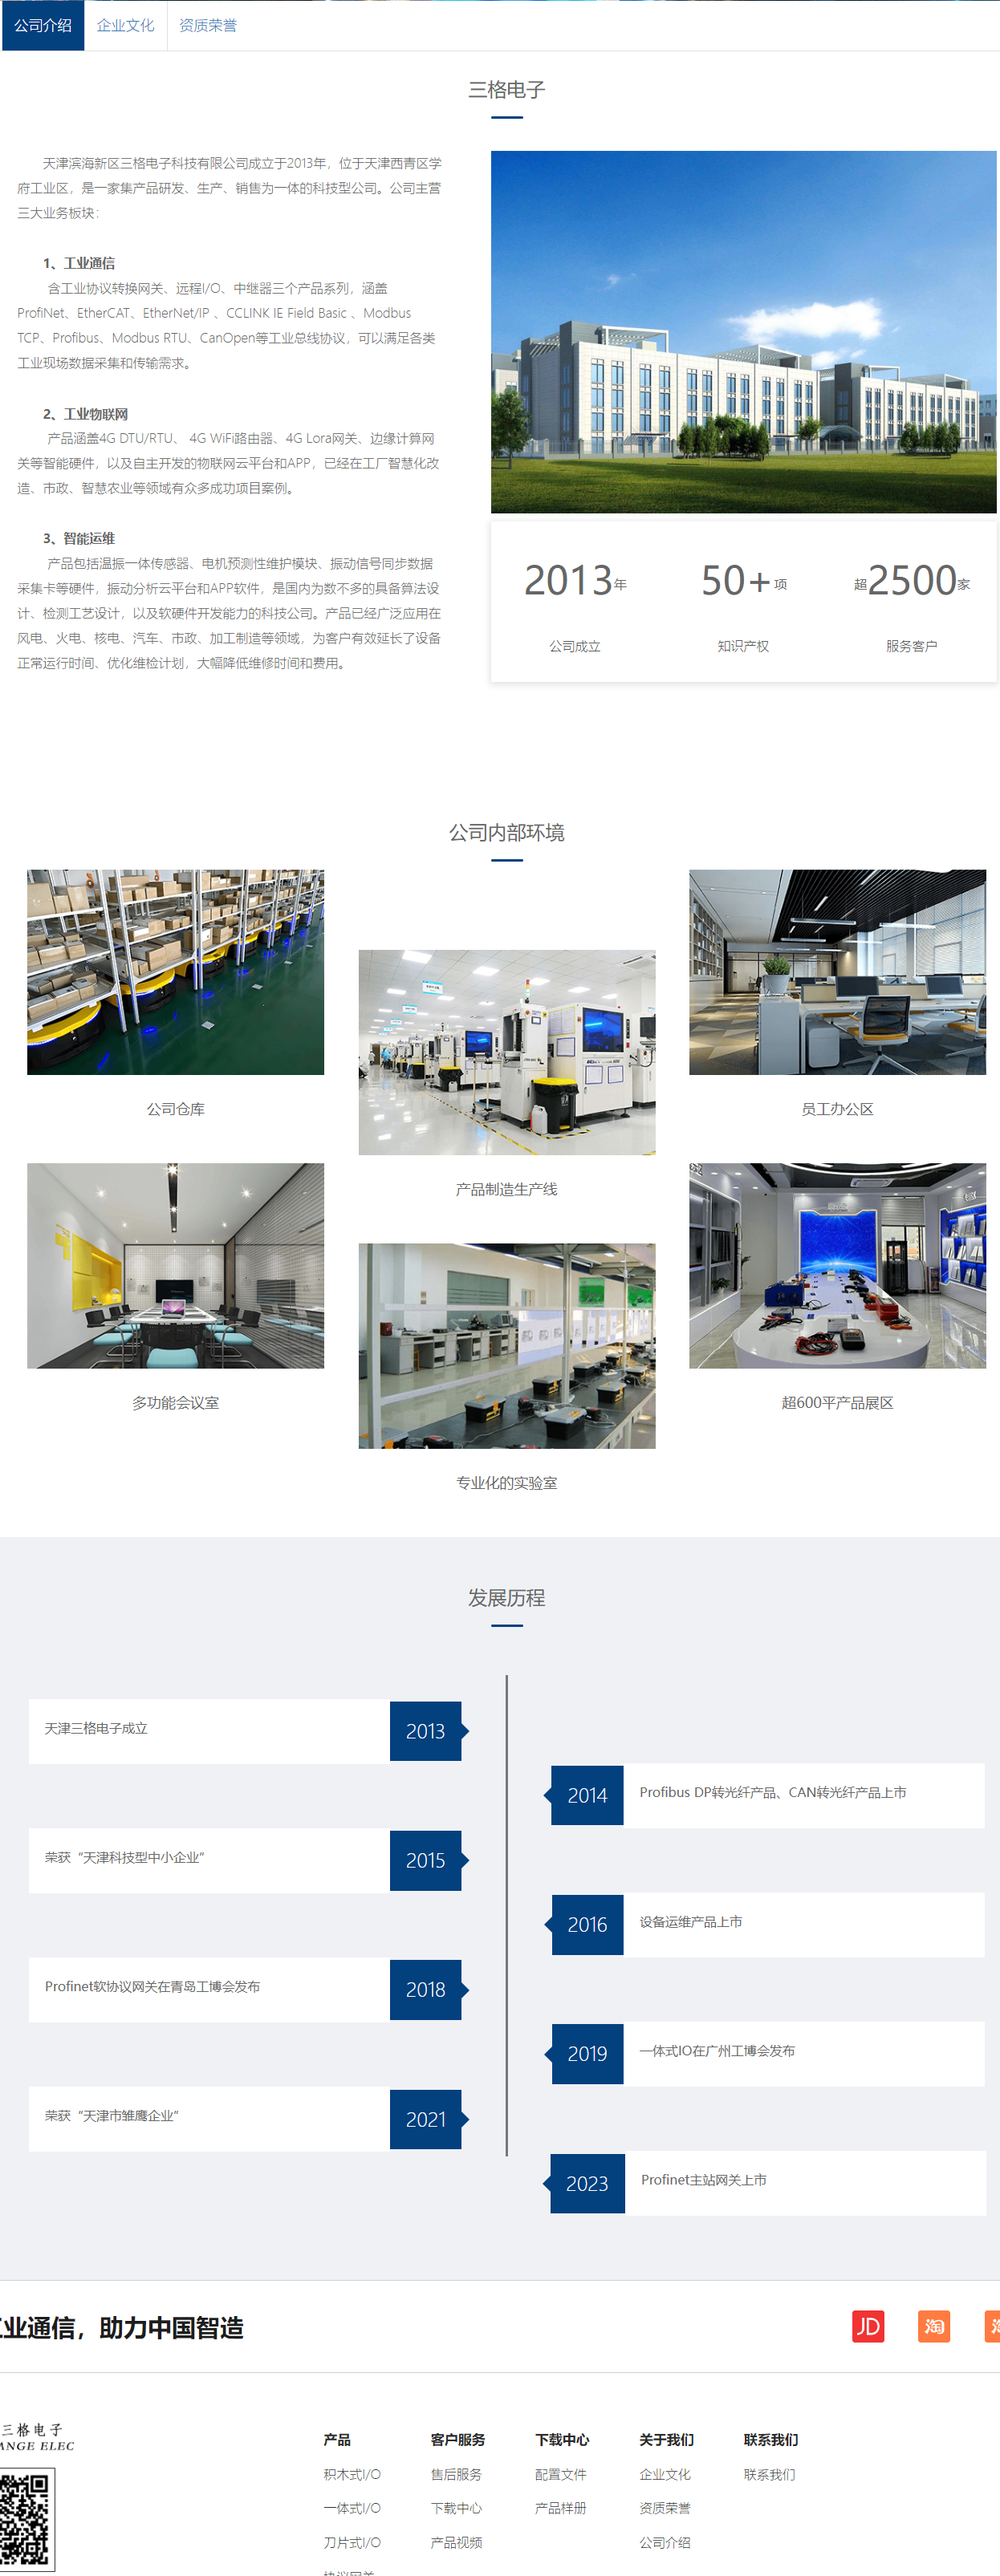 公司介绍
企业文化
资质荣誉
三格电子
天津滨海新区三格电子科技有限公司成立于2013年，位于天津西青区学
府工业区，是一家集产品研发、生产、销售为一体的科技型公司。公司主营
三大业务板块：
1、工业通信
含工业协议转换网关、远程I/O、中继器三个产品系列，涵盖
ProfiNet、EtherCAT、EtherNet/IP 、CCLINK IE Field Basic 、Modbus
TCP、Profibus、Modbus RTU、CanOpen等工业总线协议，可以满足各类
工业现场数据采集和传输需求。
2、工业物联网
产品涵盖4G DTU/RTU、 4G WiFi路由器、4G Lora网关、边缘计算网
关等智能硬件，以及自主开发的物联网云平台和APP，已经在工厂智慧化改
造、市政、智慧农业等领域有众多成功项目案例。
3、智能运维
产品包括温振一体传感器、电机预测性维护模块、振动信号同步数据
采集卡等硬件，振动分析云平台和APP软件，是国内为数不多的具备算法设
计、检测工艺设计，以及软硬件开发能力的科技公司。产品已经广泛应用在
风电、火电、核电、汽车、市政、加工制造等领域，为客户有效延长了设备
正常运行时间、优化维检计划，大幅降低维修时间和费用。
2013年
公司成立
50+项
知识产权
超2500家
服务客户
公司内部环境
公司仓库
产品制造生产线
员工办公区
多功能会议室
专业化的实验室
超600平产品展区
发展历程
天津三格电子成立
2013
2014
Profibus DP转光纤产品、CAN转光纤产品上市
荣获“天津科技型中小企业”
2015
2016
设备运维产品上市
Profinet软协议网关在青岛工博会发布
2018
2019
一体式IO在广州工博会发布
荣获“天津市雏鹰企业”
2021
2023
Profinet主站网关上市
业通信，助力中国智造
JD
淘
三格电子
ANGE ELEC
产品
积木式I/O
一体式I/O
刀片式I/O
客户服务
售后服务
下载中心
产品视频
下载中心
配置文件
产品样册
关于我们
企业文化
资质荣誉
公司介绍
联系我们
联系我们